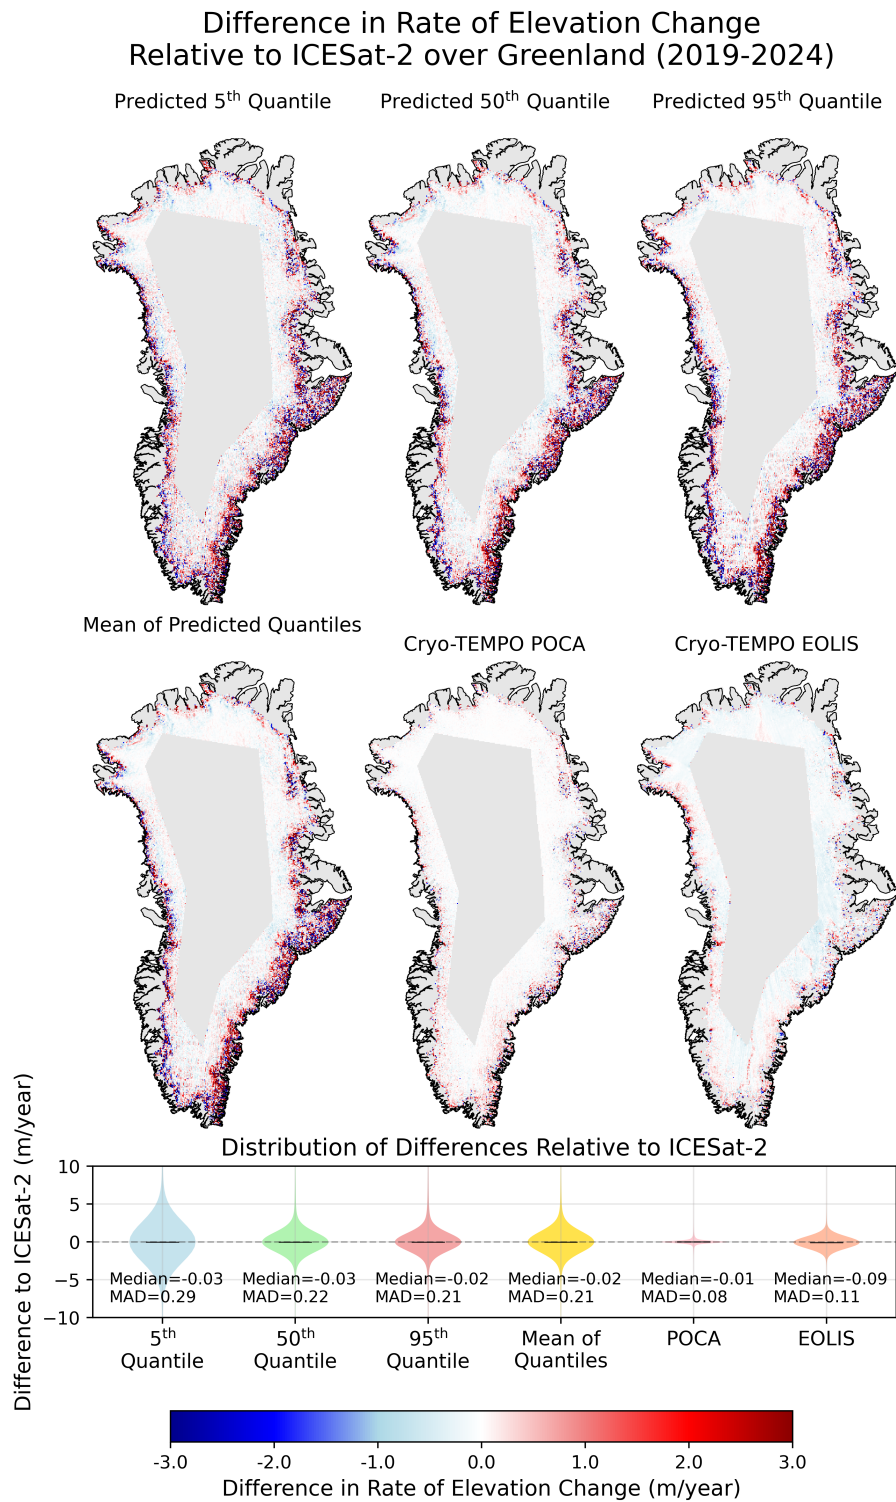 Difference in Rate of Elevation Change
Relative to ICESat-2 over Greenland (2019-2024)
Predicted 5th Quantile
Predicted 50th Quantile
Predicted 95th Quantile
Mean of Predicted Quantiles
Cryo-TEMPO POCA
Cryo-TEMPO EOLIS
Distribution of Differences Relative to ICESat-2
Difference to ICESat-2 (m/year)
10
5
0
−5
−10
Median=-0.03
MAD=0.29
Median=-0.03
MAD=0.22
Median=-0.02
MAD=0.21
Median=-0.02
MAD=0.21
Median=-0.01
MAD=0.08
Median=-0.09
MAD=0.11
5th
Quantile
50th
Quantile
95th
Quantile
Mean of
Quantiles
POCA
EOLIS
-3.0
-2.0
-1.0
0.0
1.0
2.0
3.0
Difference in Rate of Elevation Change (m/year)